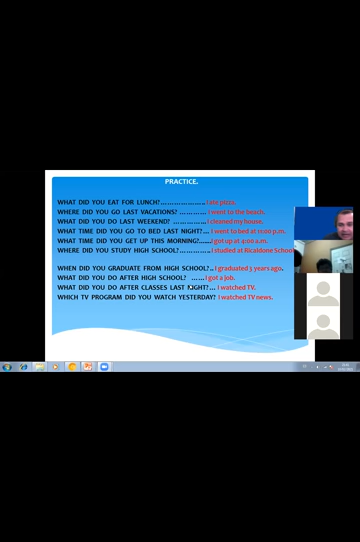 PRACTICE.
WHAT DID YOU EAT FOR LUNCH?.................... I ate pizza.
WHERE DID YOU GO LAST VACATIONS? ............ I went to the beach.
WHAT DID YOU DO LAST WEEKEND? ............... I cleaned my house.
WHAT TIME DID YOU GO TO BED LAST NIGHT?.... I went to bed at 11:00 p.m.
WHAT TIME DID YOU GET UP THIS MORNING?...... I got up at 4:00 a.m.
WHERE DID YOU STUDY HIGH SCHOOL?.............. I studied at Ricaldone School
WHEN DID YOU GRADUATE FROM HIGH SCHOOL?... I graduated 5 years ago.
WHAT DID YOU DO AFTER HIGH SCHOOL? ...... I got a job.
WHAT DID YOU DO AFTER CLASSES LAST NIGHT?... I watched TV.
WHICH TV PROGRAM DID YOU WATCH YESTERDAY? I watched TV news.